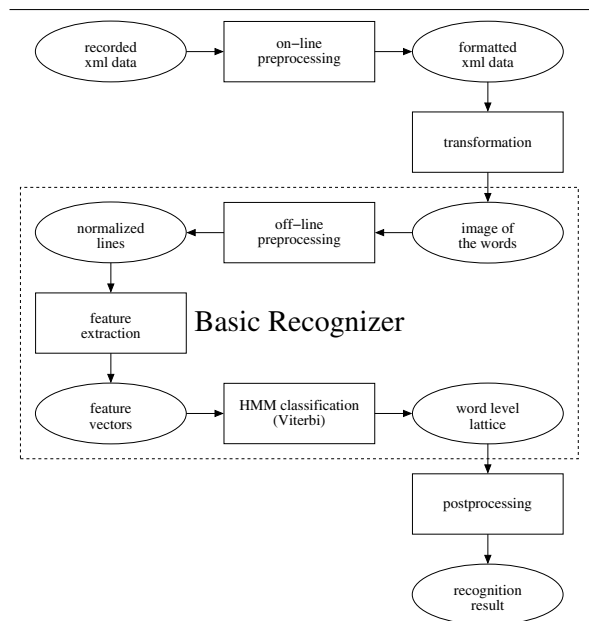 recorded
xml data
on−line
preprocessing
formatted
xml data
transformation
image of
the words
off−line
preprocessing
normalized
lines
feature
extraction
Basic Recognizer
feature
vectors
HMM classification
(Viterbi)
word level
lattice
postprocessing
recognition
result